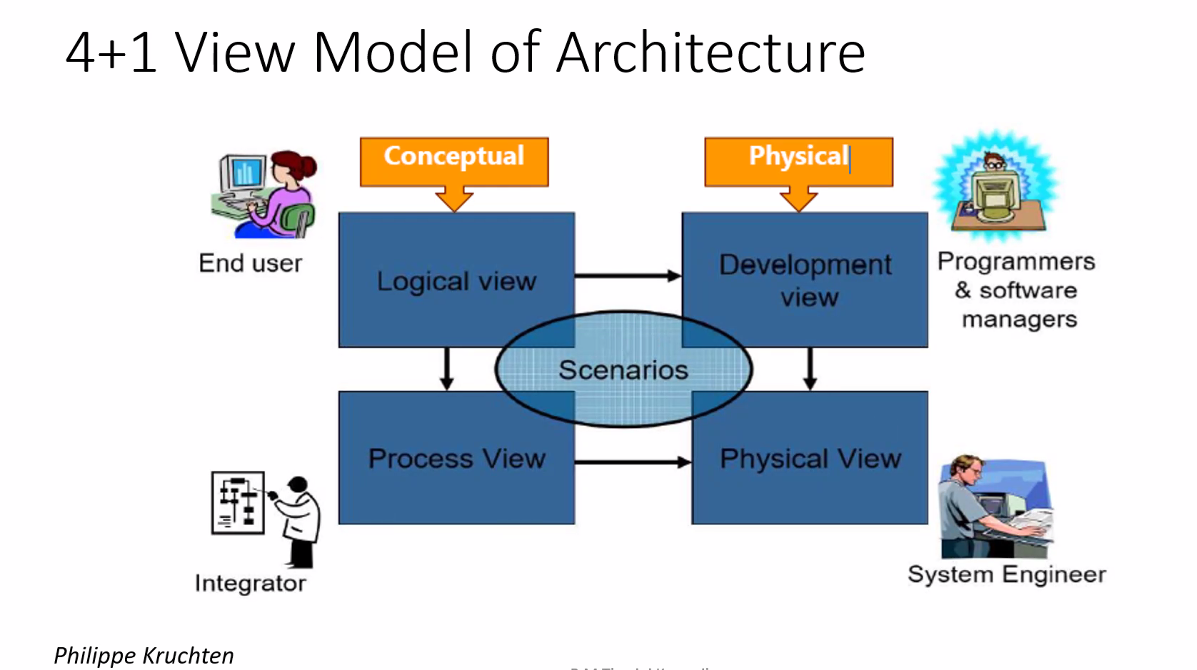 4+1 View Model of Architecture
Conceptual
Physical
End user
Logical view
Development
view
Programmers
& software
managers
Scenarios
Process View
Physical View
Integrator
System Engineer
Philippe Kruchten